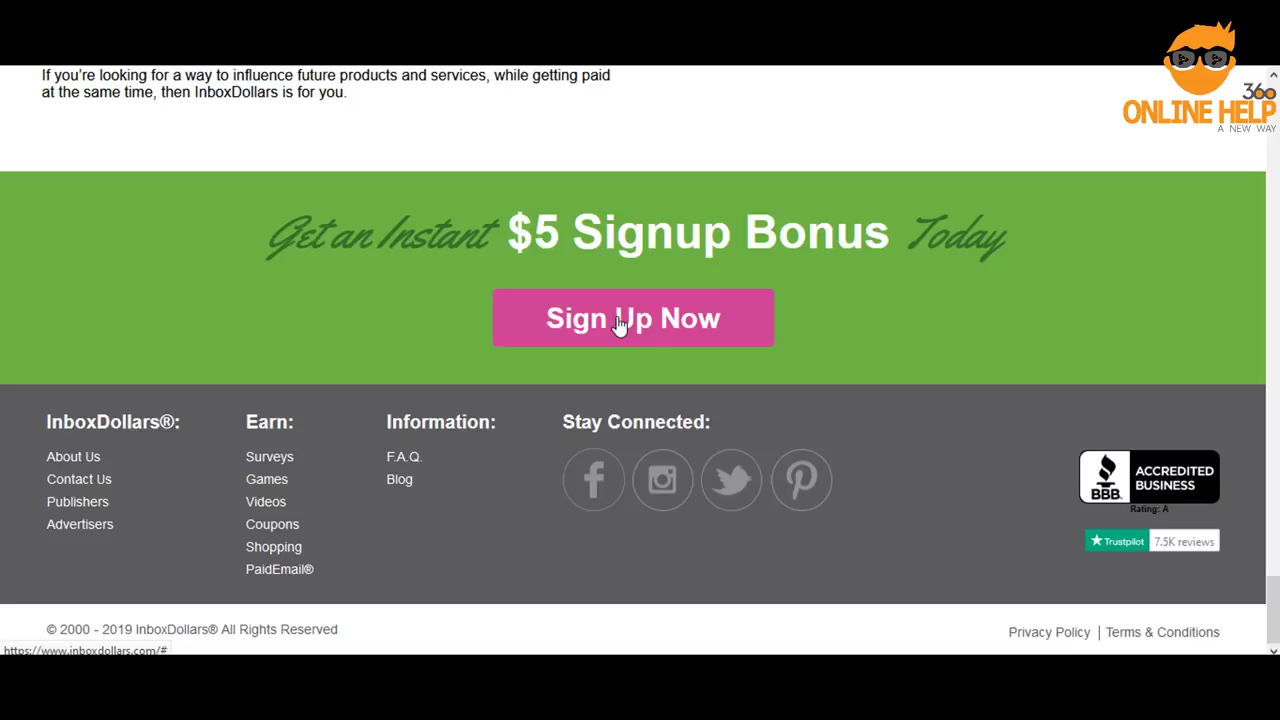 If you're looking for a way to influence future products and services, while getting paid
at the same time, then InboxDollars is for you.
360
ONLINE HELP
A NEW WAY
Get an Instant $5 Signup Bonus Today
Sign Up Now
InboxDollars®: Earn: Information: Stay Connected:
About Us Surveys F.A.Q.
Contact Us Games Blog
Publishers Videos
Advertisers Coupons
Shopping
PaidEmail®
BBB.
ACCREDITED
BUSINESS
Rating: A
Trustpilot 7.5K reviews
© 2000 - 2019 InboxDollars® All Rights Reserved
Privacy Policy | Terms & Conditions
https://www.inboxdollars.com/#